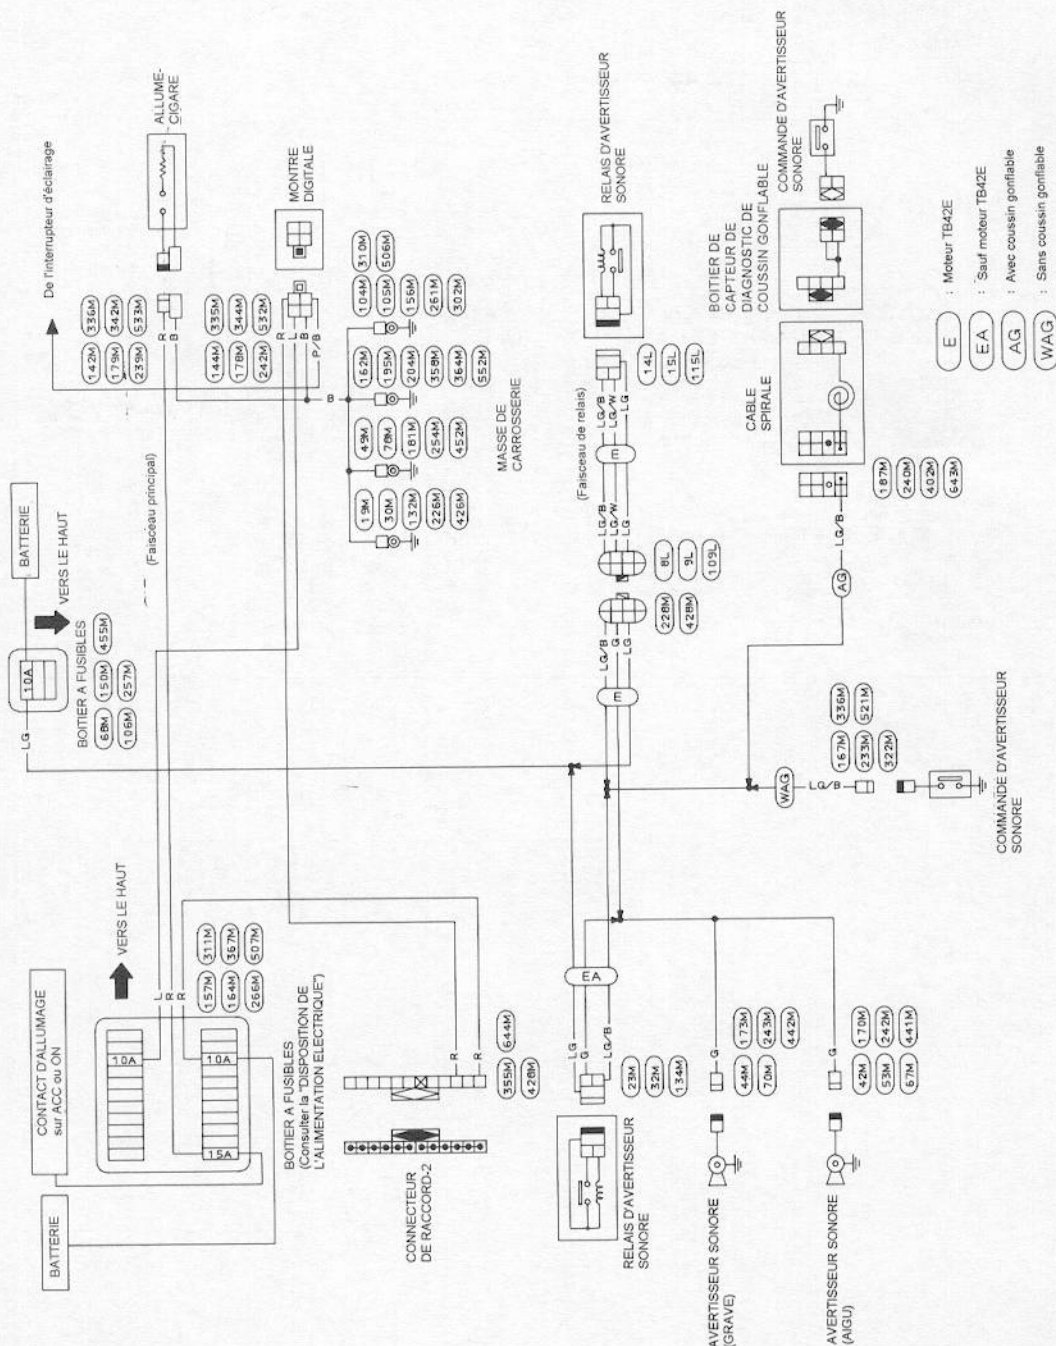 De l'interrupteur d'éclairage
ALLUME-
CIGARE
MONTRE
DIGITALE
142M 336M
179M 342M
239M 533M
R
B
144M 335M
178M 344M
242M 532M
R
L
B
P/B
104M 310M
105M 506M
156M
261M
302M
162M
195M
204M
358M
364M
552M
49M
78M
181M
254M
452M
19M
30M
132M
226M
426M
B
MASSE DE
CARROSSERIE
(Faisceau principal)
BATTERIE
VERS LE HAUT
10A
LG
BOITIER A FUSIBLES
68M 150M 455M
106M 257M
CONTACT D'ALLUMAGE
sur ACC ou ON
BATTERIE
VERS LE HAUT
10A
10A
15A
L
R
R
157M 311M
164M 367M
266M 507M
BOITIER A FUSIBLES
(Consulter la "DISPOSITION DE
L'ALIMENTATION ELECTRIQUE")
CONNECTEUR
DE RACCORD-2
R
R
355M 644M
428M
RELAIS D'AVERTISSEUR
SONORE
14L
15L
115L
(Faisceau de relais)
LG/B
LG/W
LG
E
LG/B
LG/W
LG
8L
9L
109L
228M
428M
LG/B
G
LG
E
BOITIER DE
CAPTEUR DE
DIAGNOSTIC DE
COUSSIN GONFLABLE
COMMANDE D'AVERTISSEUR
SONORE
CABLE
SPIRALE
187M
240M
402M
643M
LG/B
AG
WAG
LG/B
167M 336M
233M 521M
322M
COMMANDE D'AVERTISSEUR
SONORE
EA
LG
G
LG/B
23M
32M
134M
RELAIS D'AVERTISSEUR
SONORE
G
44M 173M
70M 243M
442M
AVERTISSEUR SONORE
(GRAVE)
G
42M 170M
53M 242M
67M 441M
AVERTISSEUR SONORE
(AIGU)
E : Moteur TB42E
EA : Sauf moteur TB42E
AG : Avec coussin gonflable
WAG : Sans coussin gonflable